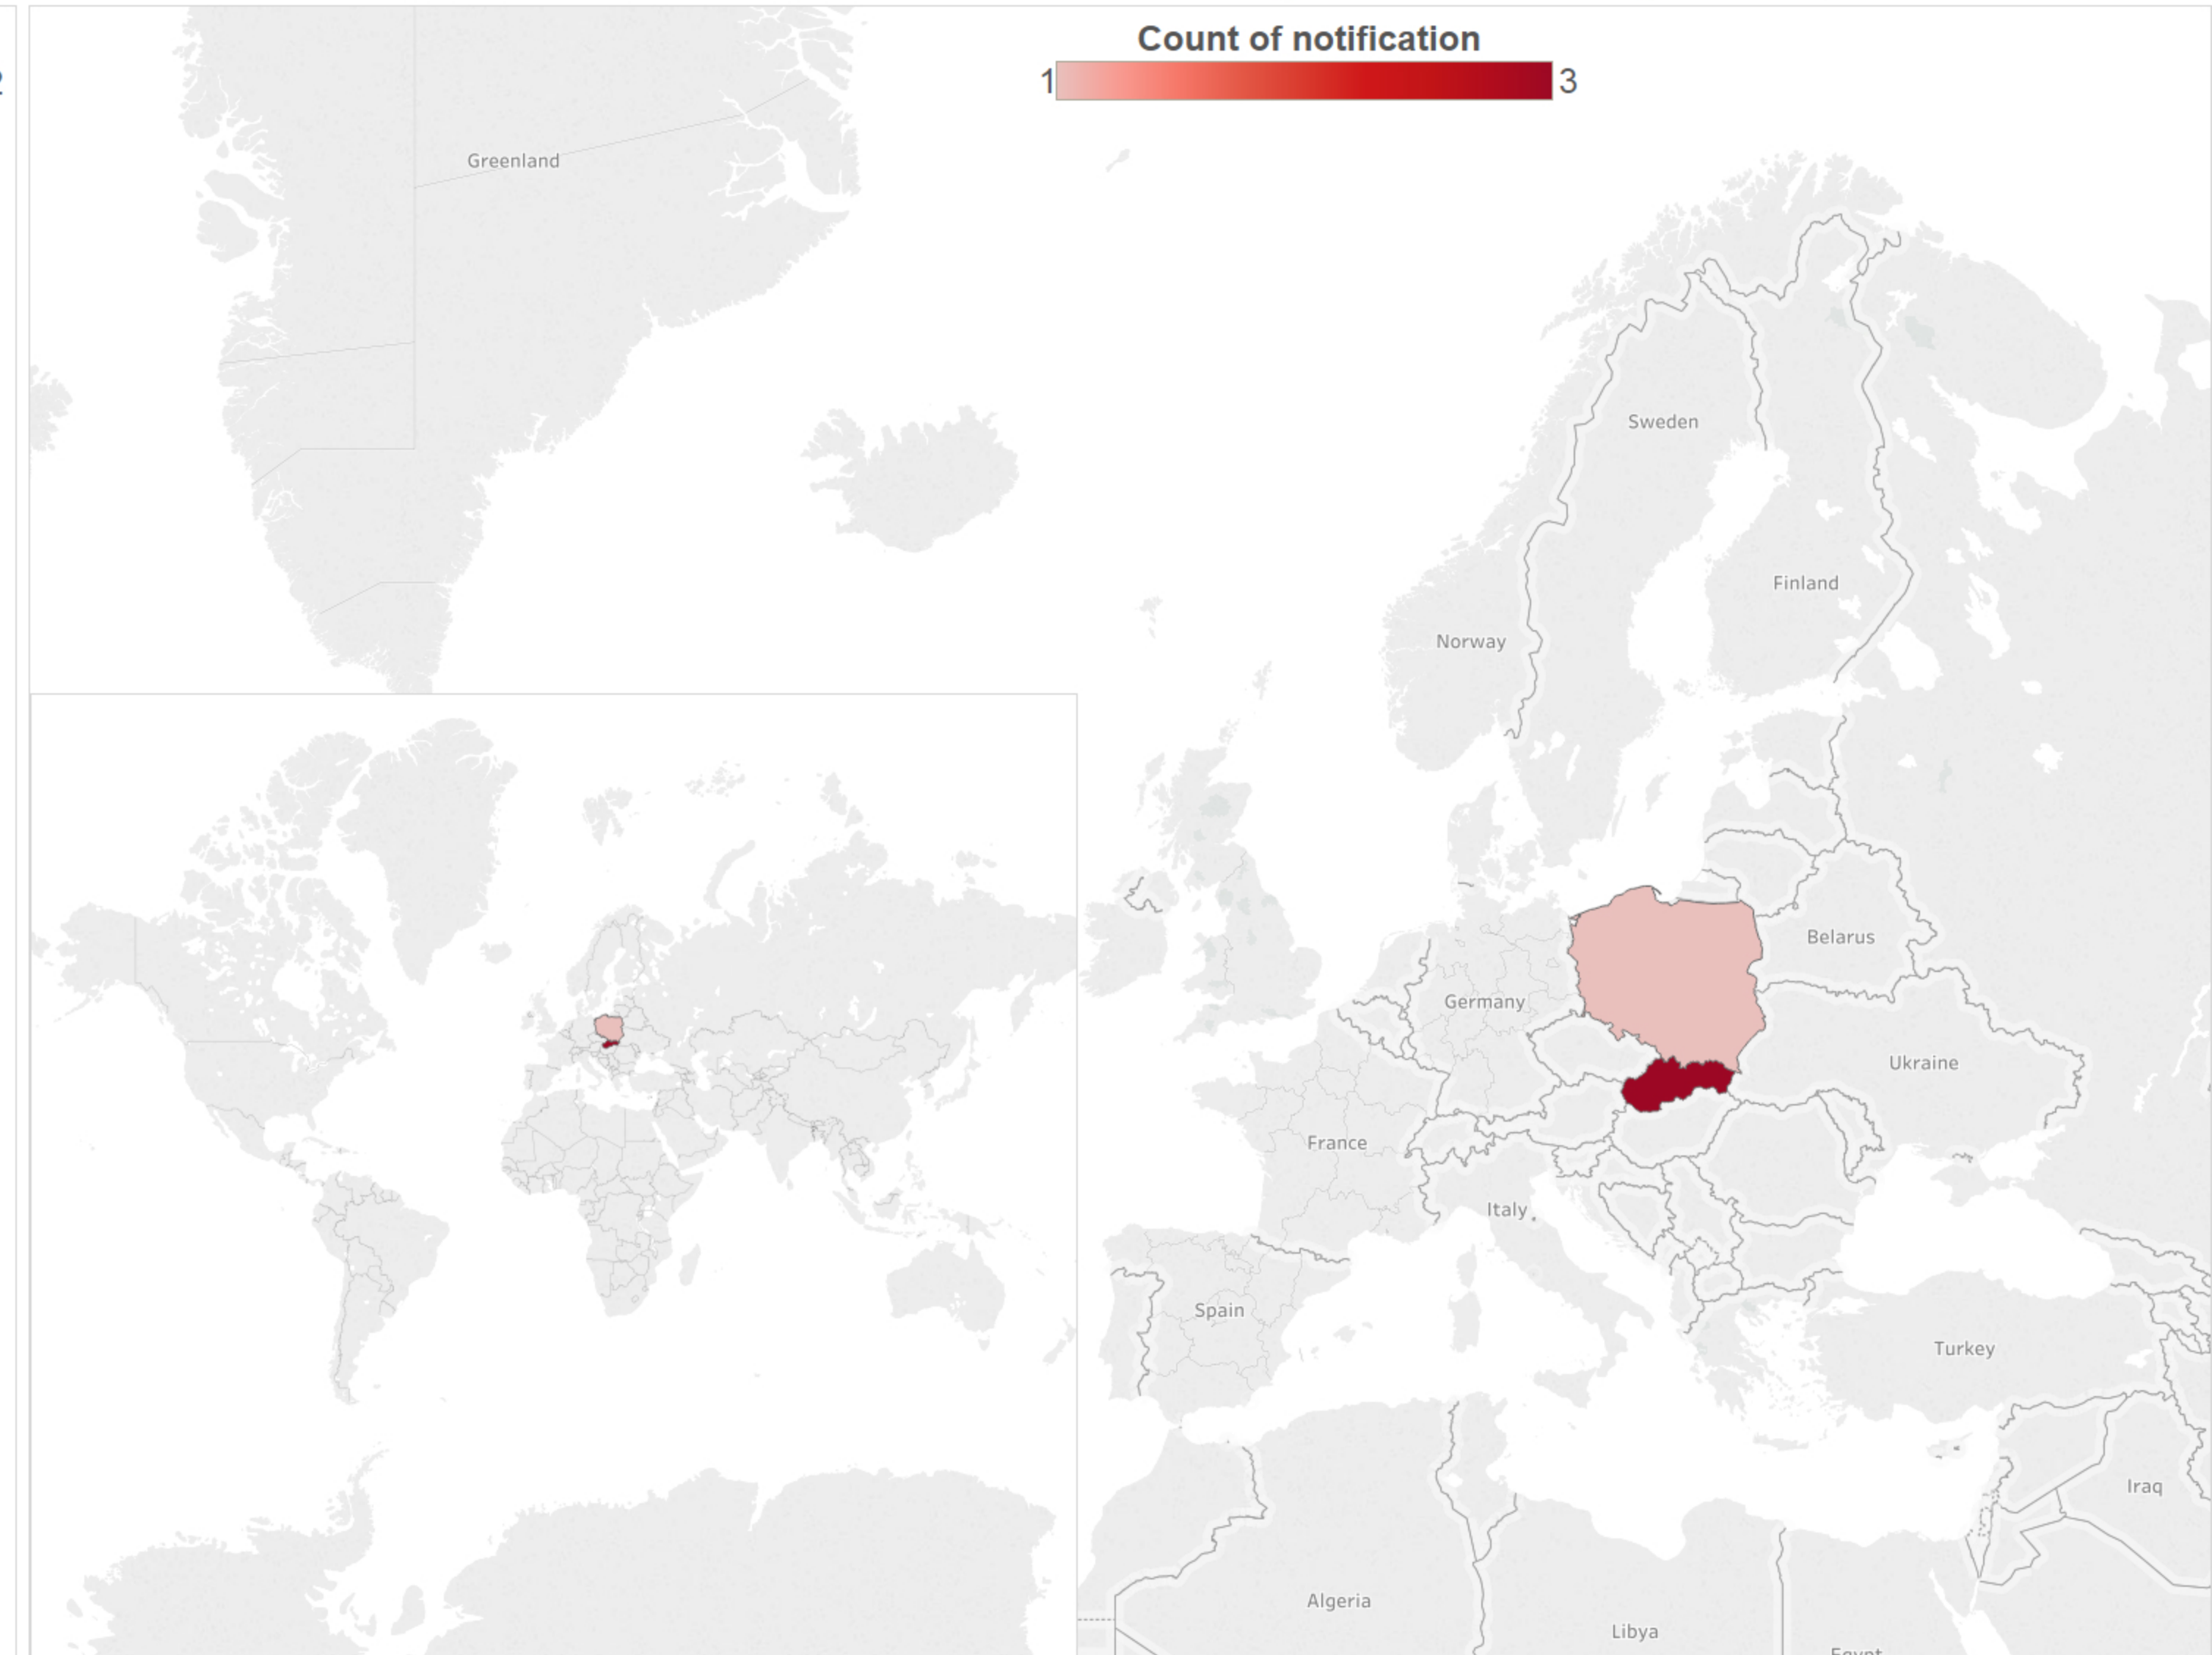 Count of notification
1 3
Greenland
Sweden
Finland
Norway
Belarus
Germany
Ukraine
France
Italy
Spain
Turkey
Iraq
Algeria
Libya